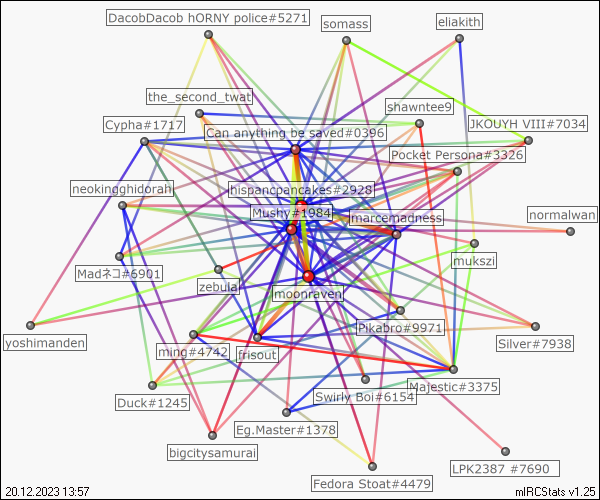 DacobDacob hORNY police#5271
somass
eliakith
the_second_twat
shawntee9
Cypha#1717
Can anything be saved#0396
JKOUYH VIII#7034
Pocket Persona#3326
neokingghidorah
hispancpancakes#2928
Mushy#1984
lmarcemadness
normalwan
Madネコ#6901
mukszi
zebulal
moonraven
Pikabro#9971
yoshimanden
ming#4742
frisout
Silver#7938
Majestic#3375
Duck#1245
Swirly Boi#6154
Eg.Master#1378
bigcitysamurai
LPK2387 #7690
Fedora Stoat#4479
20.12.2023 13:57
mIRCStats v1.25